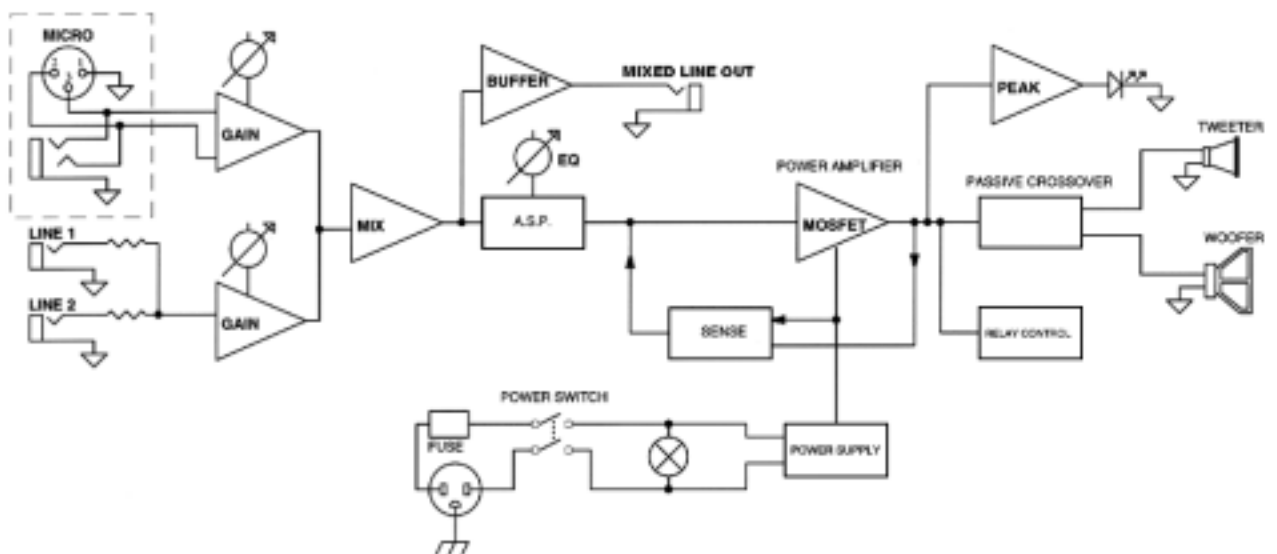 MICRO
GAIN
LINE 1
LINE 2
GAIN
MIX
BUFFER
MIXED LINE OUT
EQ
A.S.P.
POWER AMPLIFIER
MOSFET
PEAK
TWEETER
PASSIVE CROSSOVER
WOOFER
SENSE
RELAY CONTROL
POWER SWITCH
FUSE
POWER SUPPLY